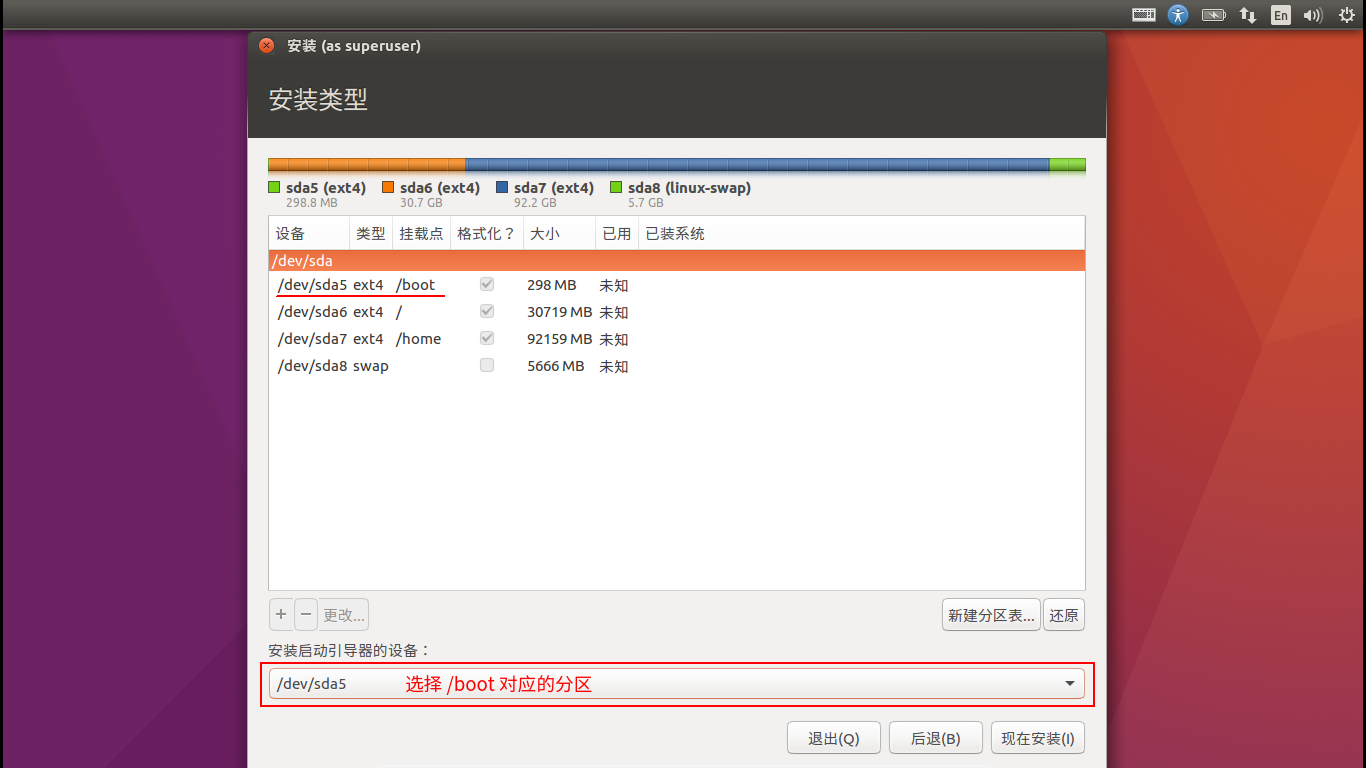 En
安装 (as superuser)
安装类型
sda5 (ext4) sda6 (ext4) sda7 (ext4) sda8 (linux-swap)
298.8 MB 30.7 GB 92.2 GB 5.7 GB
设备 类型 挂载点 格式化？ 大小 已用 已装系统
/dev/sda
/dev/sda5 ext4 /boot 298 MB 未知
/dev/sda6 ext4 / 30719 MB 未知
/dev/sda7 ext4 /home 92159 MB 未知
/dev/sda8 swap 5666 MB 未知
+ − 更改... 新建分区表... 还原
安装启动引导器的设备：
/dev/sda5 选择 /boot 对应的分区
退出(Q) 后退(B) 现在安装(I)